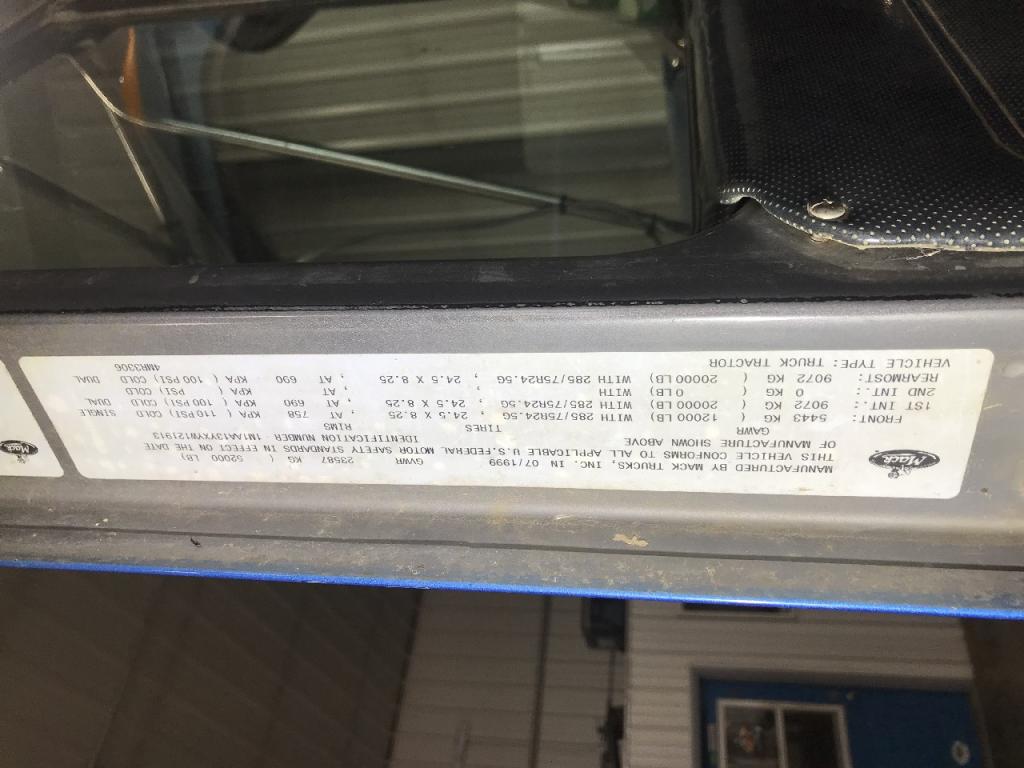 Mack
MANUFACTURED BY MACK TRUCKS, INC. IN 07/1999 GVWR 23587 KG ( 52000 LB)
THIS VEHICLE CONFORMS TO ALL APPLICABLE U.S. FEDERAL MOTOR SAFETY STANDARDS IN EFFECT ON THE DATE
OF MANUFACTURE SHOWN ABOVE IDENTIFICATION NUMBER 1M1AA13YXYW121913
GAWR TIRES RIMS
FRONT: 5443 KG ( 12000 LB) WITH 285/75R24.5G , 24.5 X 8.25 , AT 758 KPA ( 110 PSI) COLD SINGLE
1ST INT.: 9072 KG ( 20000 LB) WITH 285/75R24.5G , 24.5 X 8.25 , AT 690 KPA ( 100 PSI) COLD DUAL
2ND INT.: 0 KG ( 0 LB) WITH , , AT KPA ( PSI) COLD
REARMOST: 9072 KG ( 20000 LB) WITH 285/75R24.5G , 24.5 X 8.25 , AT 690 KPA ( 100 PSI) COLD DUAL
VEHICLE TYPE: TRUCK TRACTOR 4MR3306
Mack